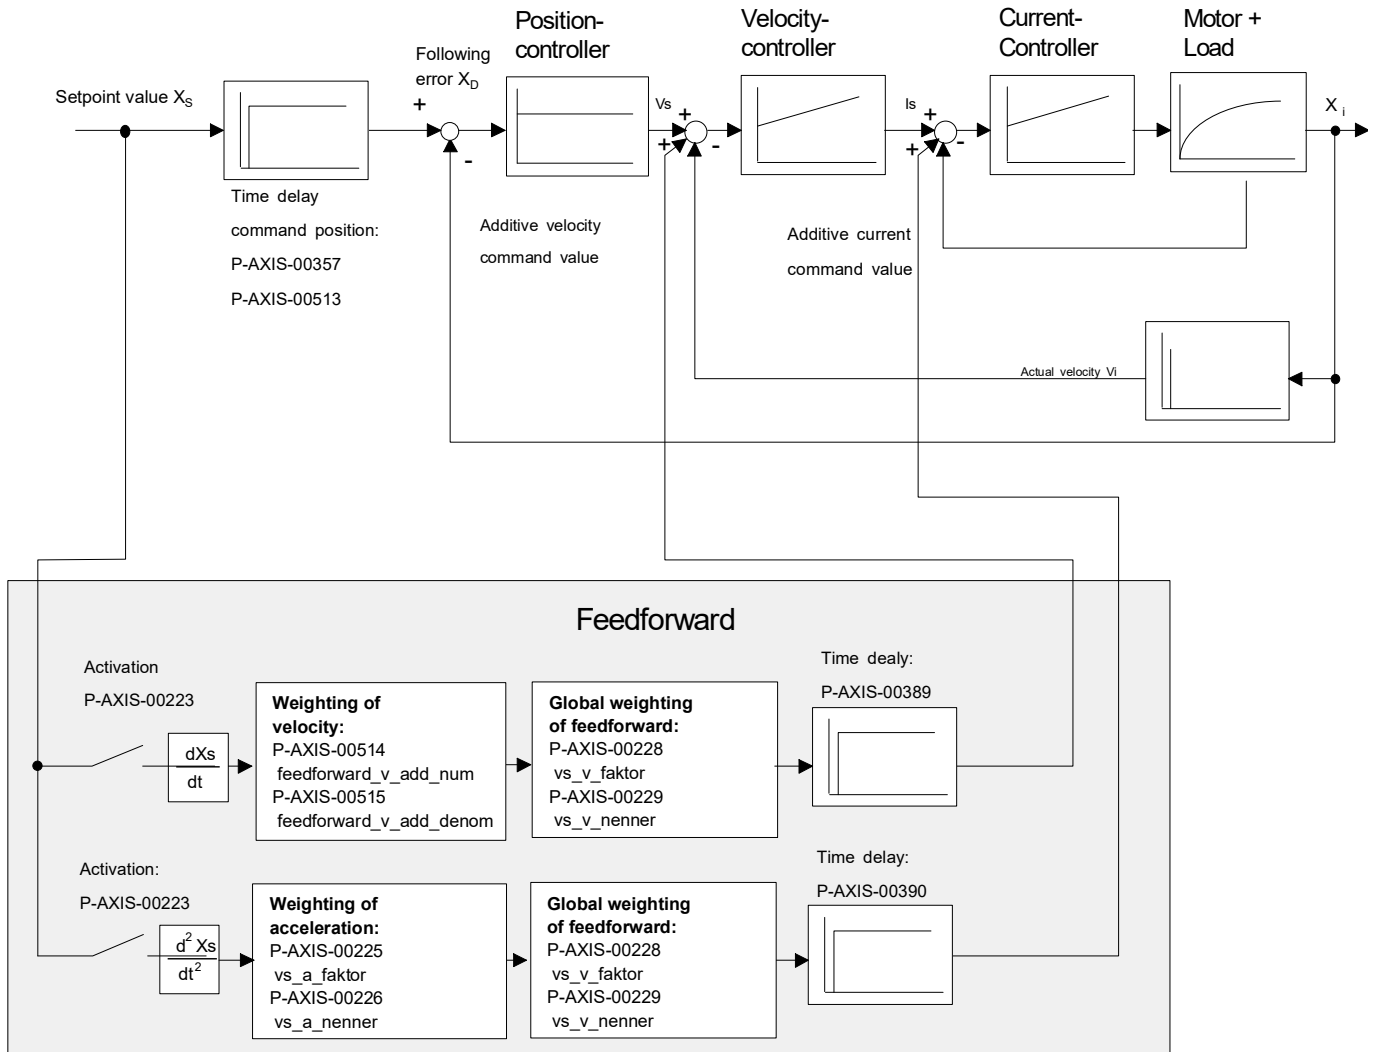 Position-
controller
Velocity-
controller
Current-
Controller
Motor +
Load
Following
error X_D
Setpoint value X_S
+
-
Vs
+
+
-
Is
+
+
-
X i
Time delay
command position:
P-AXIS-00357
P-AXIS-00513
Additive velocity
command value
Additive current
command value
Actual velocity Vi
Feedforward
Activation
P-AXIS-00223
dXs
dt
Weighting of
velocity:
P-AXIS-00514
feedforward_v_add_num
P-AXIS-00515
feedforward_v_add_denom
Global weighting
of feedforward:
P-AXIS-00228
vs_v_faktor
P-AXIS-00229
vs_v_nenner
Time dealy:
P-AXIS-00389
Activation:
P-AXIS-00223
d² Xs
dt²
Weighting of
acceleration:
P-AXIS-00225
vs_a_faktor
P-AXIS-00226
vs_a_nenner
Global weighting
of feedforward:
P-AXIS-00228
vs_v_faktor
P-AXIS-00229
vs_v_nenner
Time delay:
P-AXIS-00390